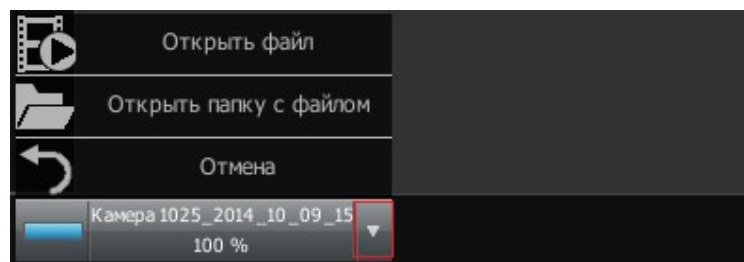 Открыть файл
Открыть папку с файлом
Отмена
Камера 1025_2014_10_09_15
100 %